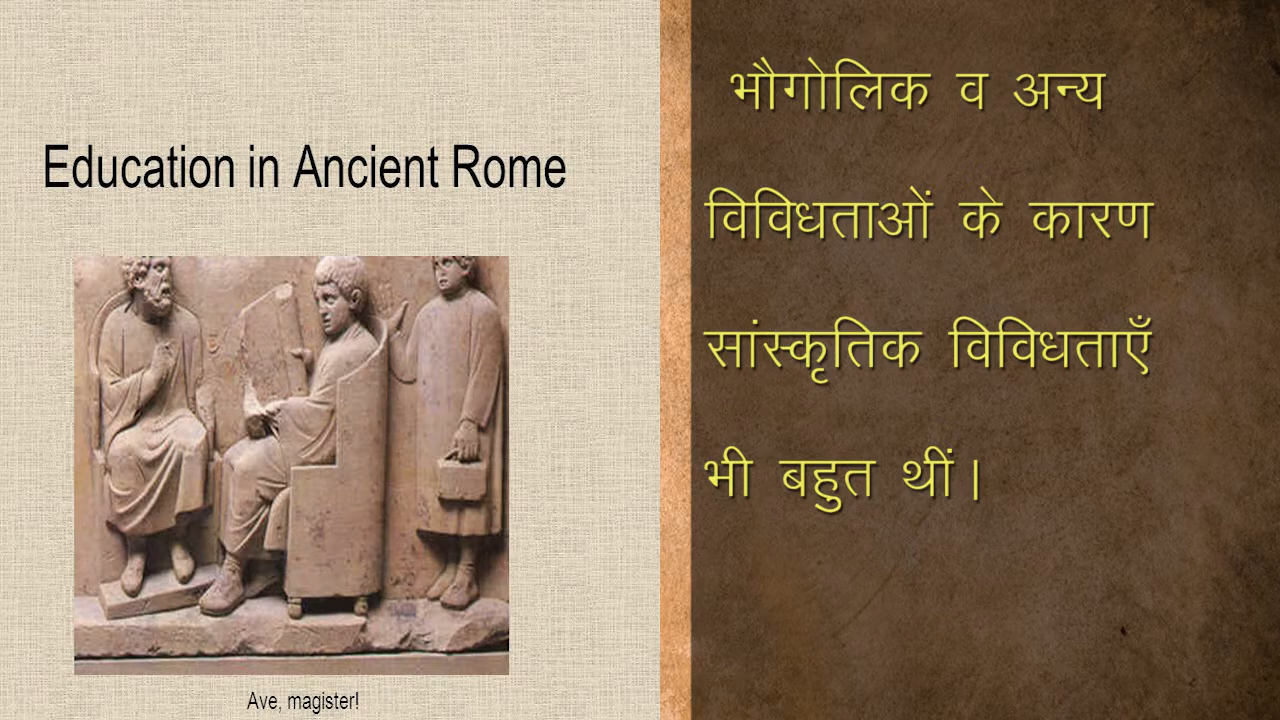 Education in Ancient Rome
Ave, magister!
भौगोलिक व अन्य
विविधताओं के कारण
सांस्कृतिक विविधताएँ
भी बहुत थीं।